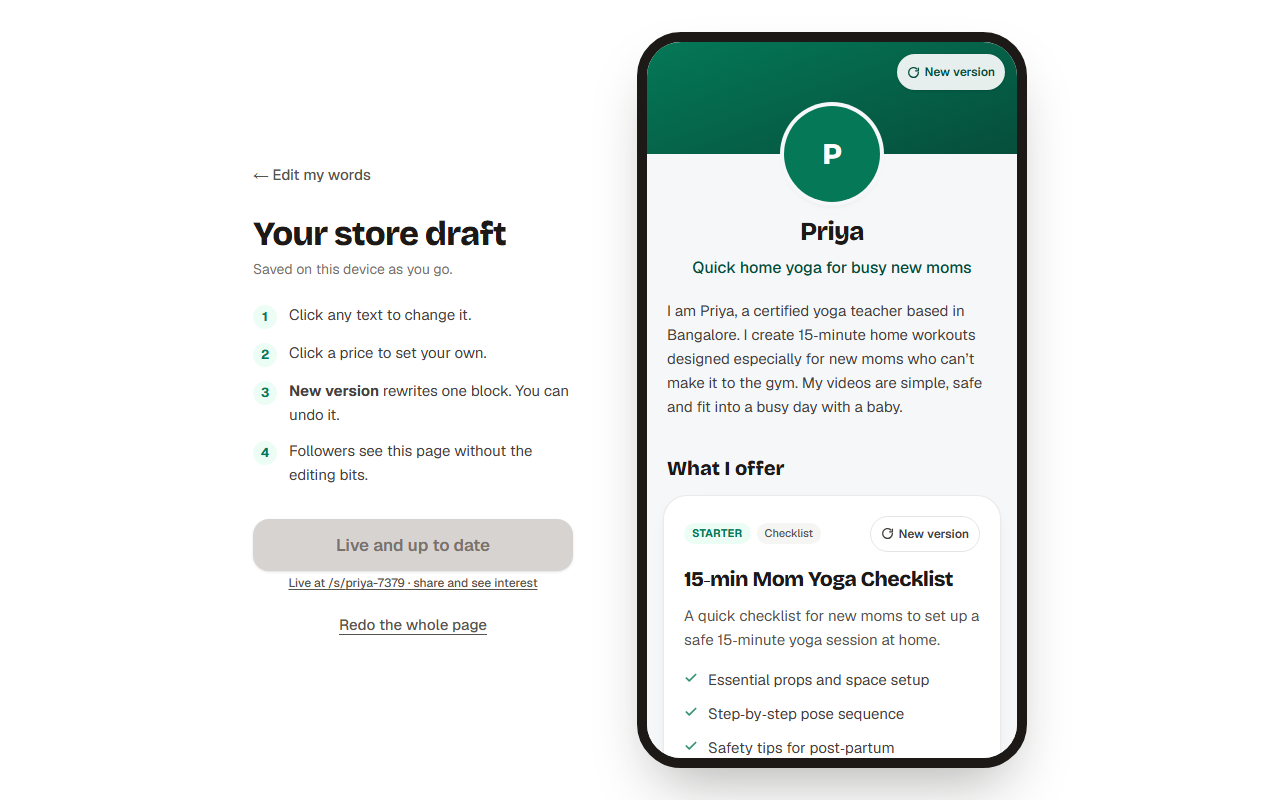 ← Edit my words
Your store draft
Saved on this device as you go.
1 Click any text to change it.
2 Click a price to set your own.
3 New version rewrites one block. You can
undo it.
4 Followers see this page without the
editing bits.
Live and up to date
Live at /s/priya-7379 · share and see interest
Redo the whole page
New version
P
Priya
Quick home yoga for busy new moms
I am Priya, a certified yoga teacher based in
Bangalore. I create 15-minute home workouts
designed especially for new moms who can’t
make it to the gym. My videos are simple, safe
and fit into a busy day with a baby.
What I offer
STARTER Checklist New version
15-min Mom Yoga Checklist
A quick checklist for new moms to set up a
safe 15-minute yoga session at home.
Essential props and space setup
Step-by-step pose sequence
Safety tips for post-partum